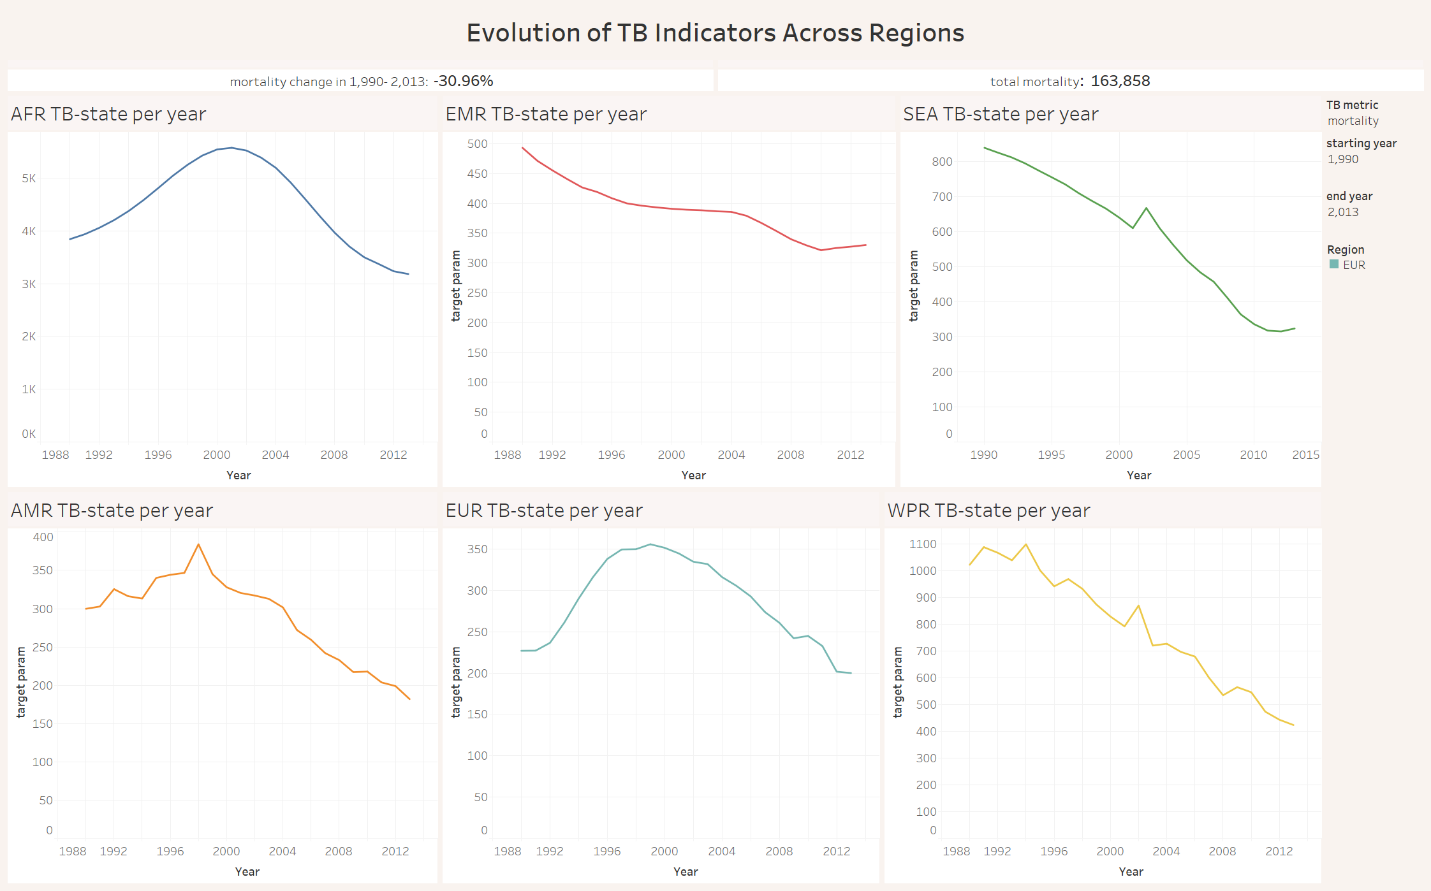 Evolution of TB Indicators Across Regions
mortality change in 1,990- 2,013: -30.96%
total mortality: 163,858
AFR TB-state per year
5K
4K
3K
2K
1K
0K
1988 1992 1996 2000 2004 2008 2012
Year
EMR TB-state per year
target param
500
450
400
350
300
250
200
150
100
50
0
1988 1992 1996 2000 2004 2008 2012
Year
SEA TB-state per year
target param
800
700
600
500
400
300
200
100
0
1990 1995 2000 2005 2010 2015
Year
TB metric
mortality
starting year
1,990
end year
2,013
Region
EUR
AMR TB-state per year
target param
400
350
300
250
200
150
100
50
0
1988 1992 1996 2000 2004 2008 2012
Year
EUR TB-state per year
target param
350
300
250
200
150
100
50
0
1988 1992 1996 2000 2004 2008 2012
Year
WPR TB-state per year
target param
1100
1000
900
800
700
600
500
400
300
200
100
0
1988 1992 1996 2000 2004 2008 2012
Year